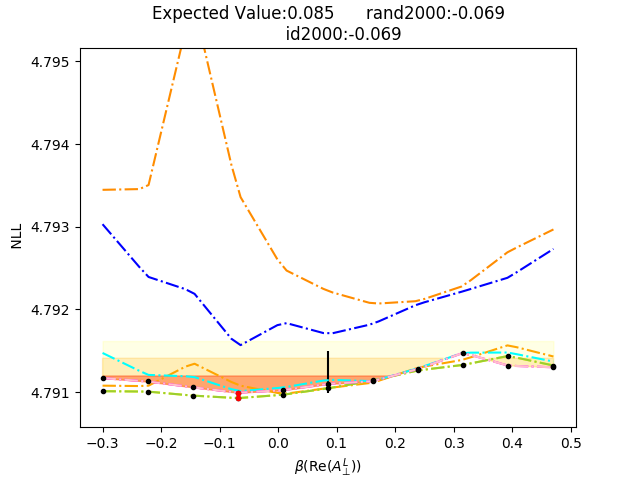 Expected Value:0.085 rand2000:-0.069
id2000:-0.069
4.795
4.794
4.793
4.792
4.791
NLL
−0.3 −0.2 −0.1 0.0 0.1 0.2 0.3 0.4 0.5
β(Re(A_⊥^L))